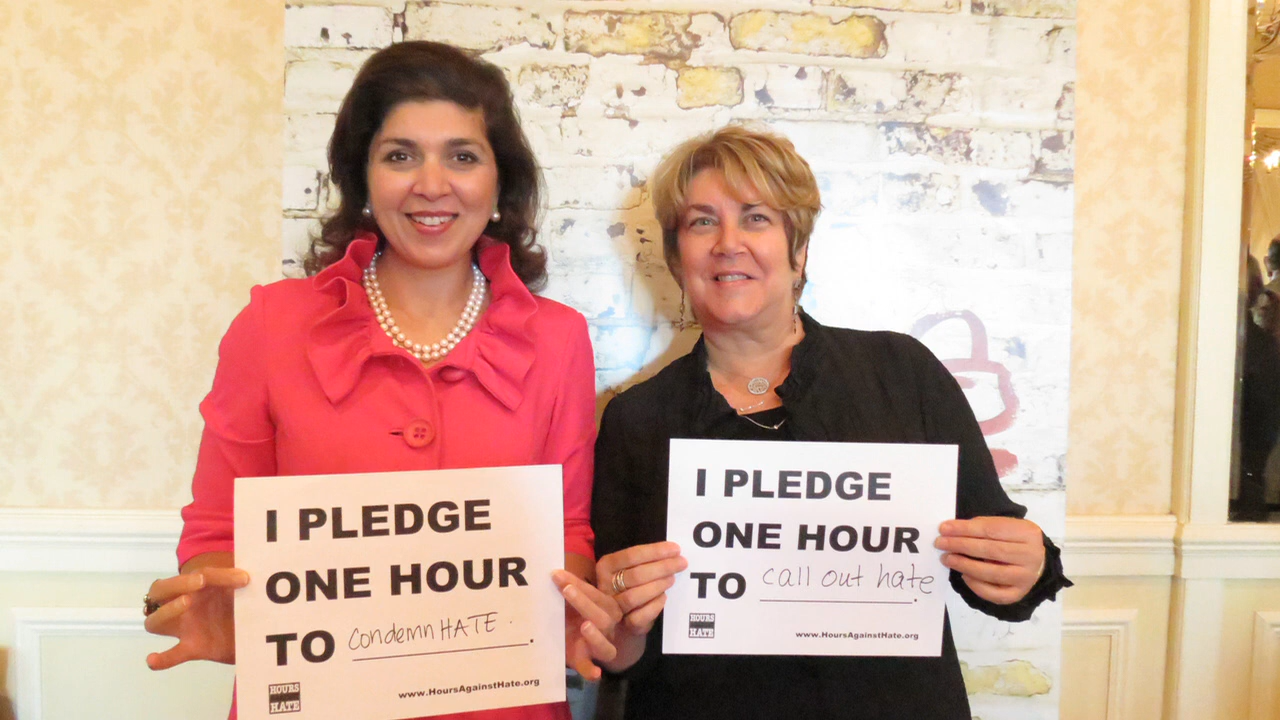 I PLEDGE
ONE HOUR
TO condemn HATE.
HOURS
HATE
www.HoursAgainstHate.org
I PLEDGE
ONE HOUR
TO call out hate.
HOURS
HATE
www.HoursAgainstHate.org